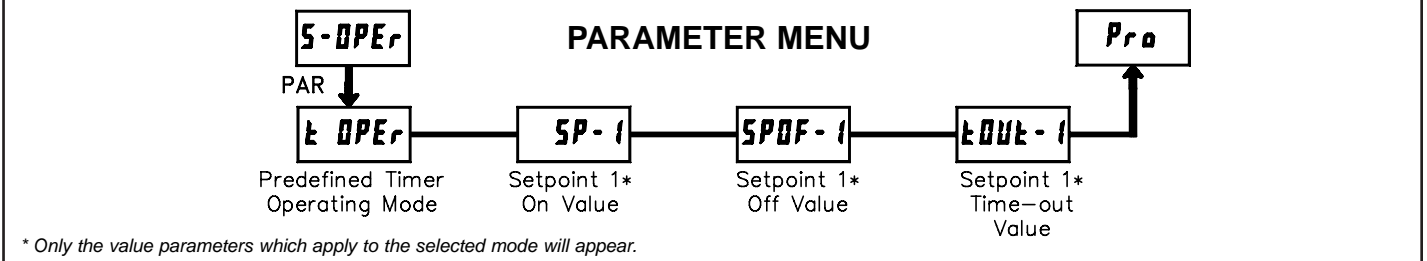 S-OPEr
PARAMETER MENU
Pro
PAR
t OPEr
SP-1
SPOF-1
tOUt-1
Predefined Timer
Operating Mode
Setpoint 1*
On Value
Setpoint 1*
Off Value
Setpoint 1*
Time-out
Value
* Only the value parameters which apply to the selected mode will appear.